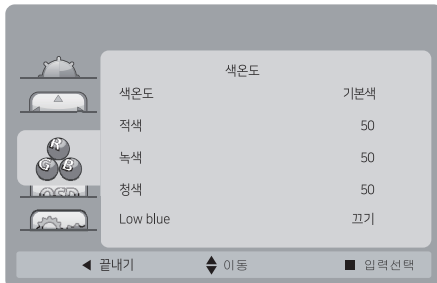 색온도
색온도 기본색
적색 50
녹색 50
청색 50
Low blue 끄기
R
G B
OSD
◀ 끝내기 이동 ■ 입력선택